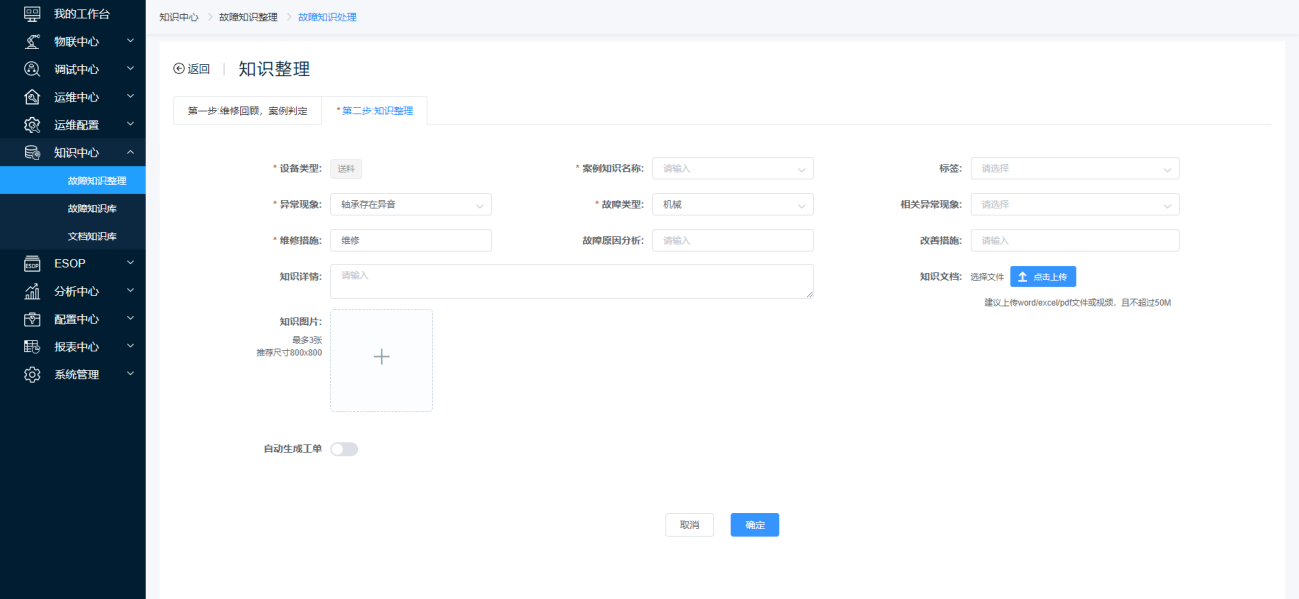 我的工作台
物联中心
调试中心
运维中心
运维配置
知识中心
故障知识整理
故障知识库
文档知识库
ESOP
分析中心
配置中心
报表中心
系统管理
知识中心 > 故障知识整理 > 故障知识处理
返回 | 知识整理
第一步:维修回顾，案例判定
*第二步:知识整理
* 设备类型: 送料
* 案例知识名称: 请输入
标签: 请选择
* 异常现象: 轴承存在异音
* 故障类型: 机械
相关异常现象: 请选择
* 维修措施: 维修
故障原因分析: 请输入
改善措施: 请输入
知识详情: 请输入
知识文档: 选择文件 点击上传
建议上传word/excel/pdf文件或视频，且不超过50M
知识图片:
最多3张
推荐尺寸800x800
自动生成工单
取消
确定